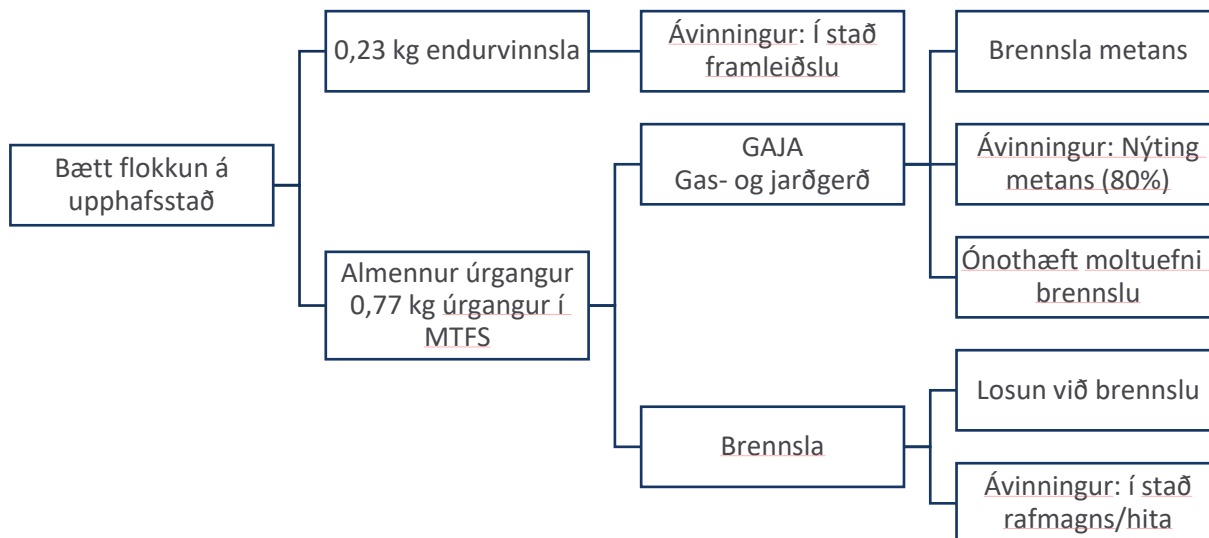 Bætt flokkun á
upphafsstað
0,23 kg endurvinnsla
Ávinningur: Í stað
framleiðslu
Almennur úrgangur
0,77 kg úrgangur í
MTFS
GAJA
Gas- og jarðgerð
Brennsla metans
Ávinningur: Nýting
metans (80%)
Ónothæft moltuefni
brennslu
Brennsla
Losun við brennslu
Ávinningur: í stað
rafmagns/hita